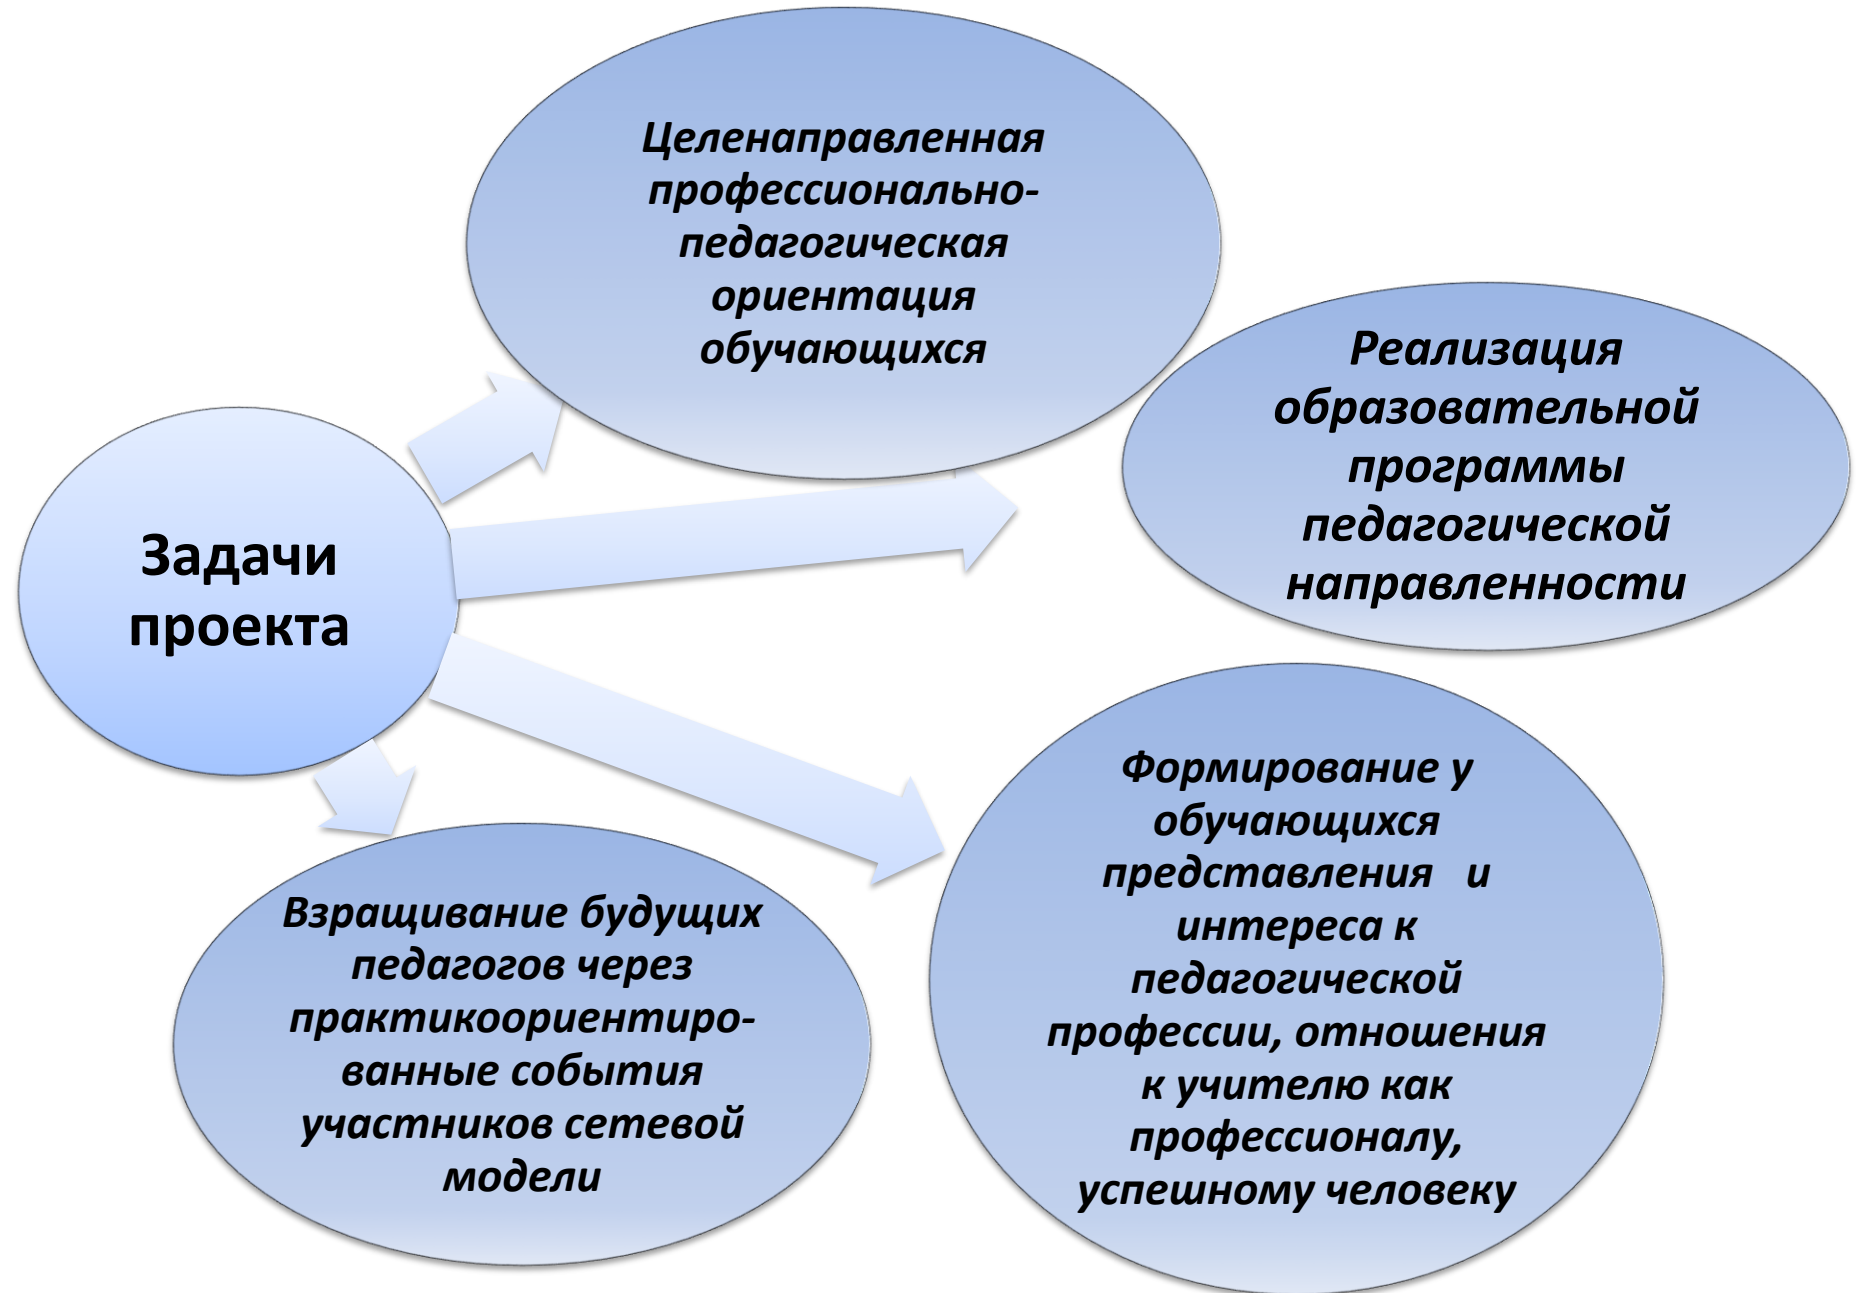 Задачи
проекта
Целенаправленная
профессионально-
педагогическая
ориентация
обучающихся
Реализация
образовательной
программы
педагогической
направленности
Формирование у
обучающихся
представления и
интереса к
педагогической
профессии, отношения
к учителю как
профессионалу,
успешному человеку
Взращивание будущих
педагогов через
практикоориентиро-
ванные события
участников сетевой
модели